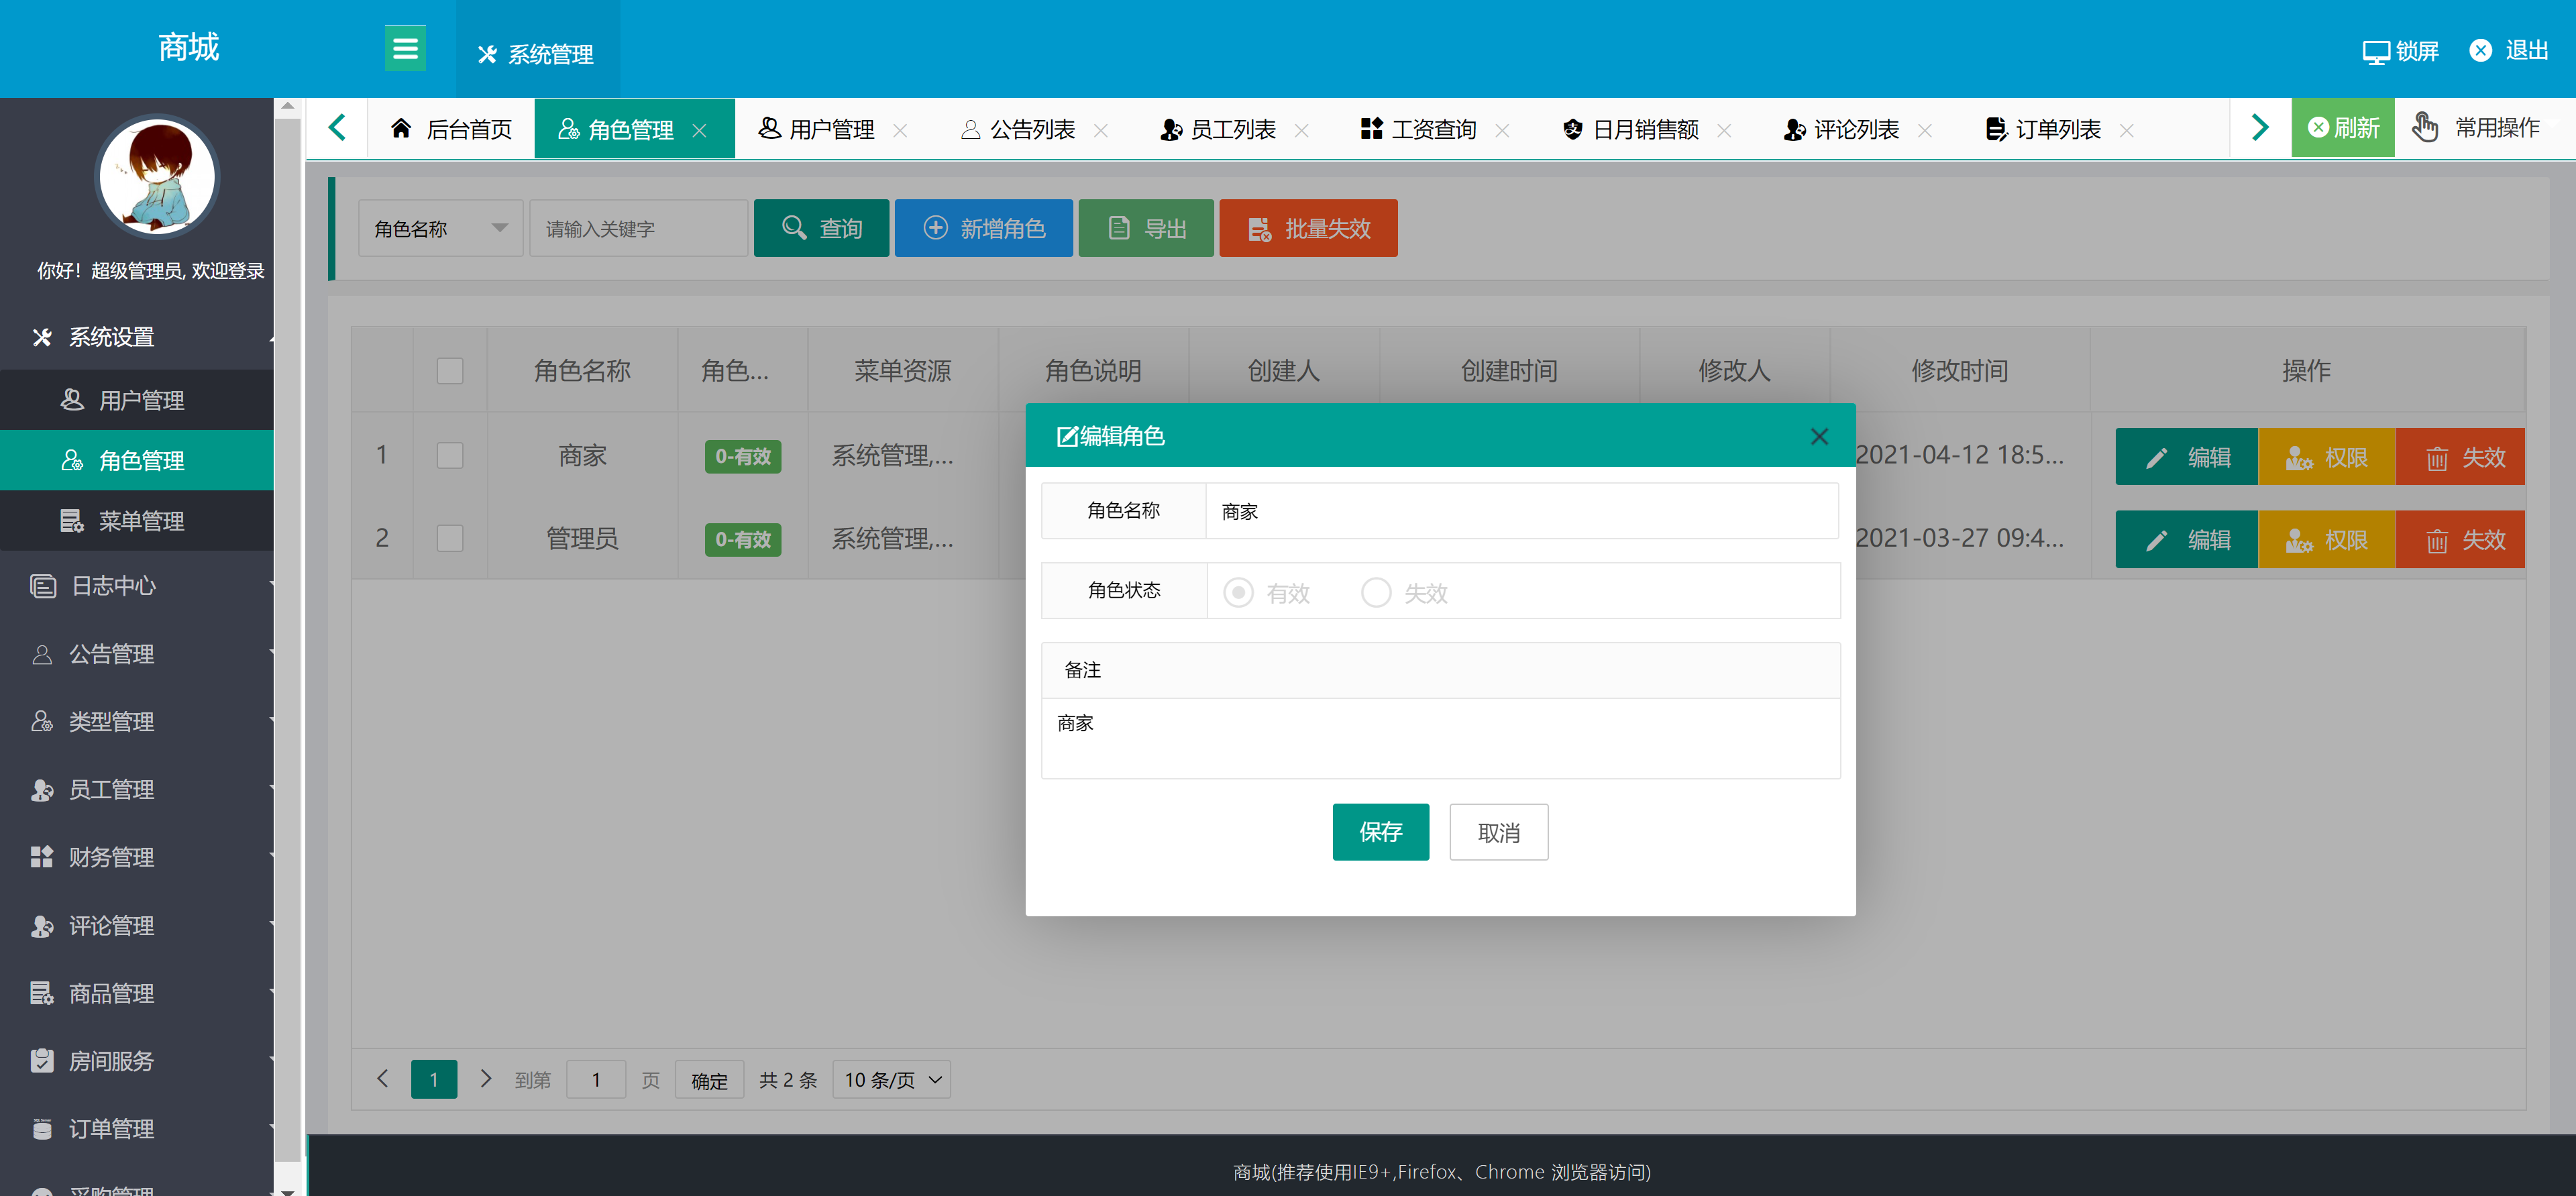 商城
系统管理
锁屏
退出
后台首页
角色管理
用户管理
公告列表
员工列表
工资查询
日月销售额
评论列表
订单列表
刷新
常用操作
你好！超级管理员, 欢迎登录
系统设置
用户管理
角色管理
菜单管理
日志中心
公告管理
类型管理
员工管理
财务管理
评论管理
商品管理
房间服务
订单管理
采购管理
角色名称
请输入关键字
查询
新增角色
导出
批量失效
角色名称
角色...
菜单资源
角色说明
创建人
创建时间
修改人
修改时间
操作
1
商家
0-有效
系统管理,...
2021-04-12 18:5...
编辑
权限
失效
2
管理员
0-有效
系统管理,...
2021-03-27 09:4...
编辑
权限
失效
编辑角色
角色名称
商家
角色状态
有效
失效
备注
商家
保存
取消
1
到第
1
页
确定
共 2 条
10 条/页
商城(推荐使用IE9+,Firefox、Chrome 浏览器访问)